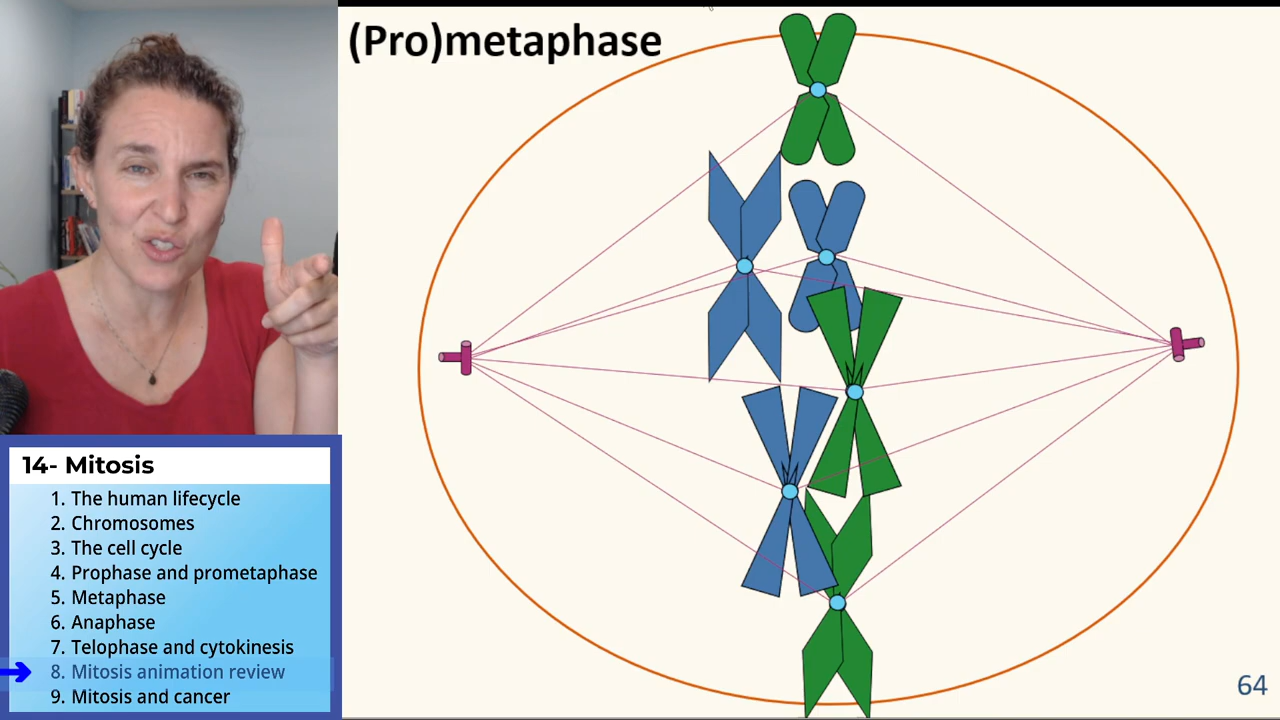 (Pro)metaphase
14- Mitosis
1. The human lifecycle
2. Chromosomes
3. The cell cycle
4. Prophase and prometaphase
5. Metaphase
6. Anaphase
7. Telophase and cytokinesis
8. Mitosis animation review
9. Mitosis and cancer
64